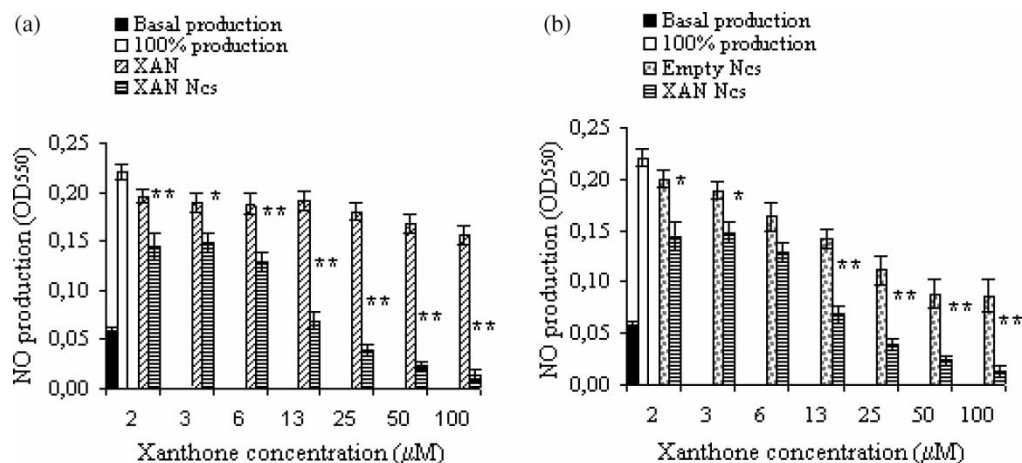 (a)
Basal production
100% production
XAN
XAN Ncs
NO production (OD550)
0,25
0,20
0,15
0,10
0,05
0,00
** * ** ** ** ** **
2 3 6 13 25 50 100
Xanthone concentration (μM)
(b)
Basal production
100% production
Empty Ncs
XAN Ncs
NO production (OD550)
0,25
0,20
0,15
0,10
0,05
0,00
* * ** ** ** **
2 3 6 13 25 50 100
Xanthone concentration (μM)